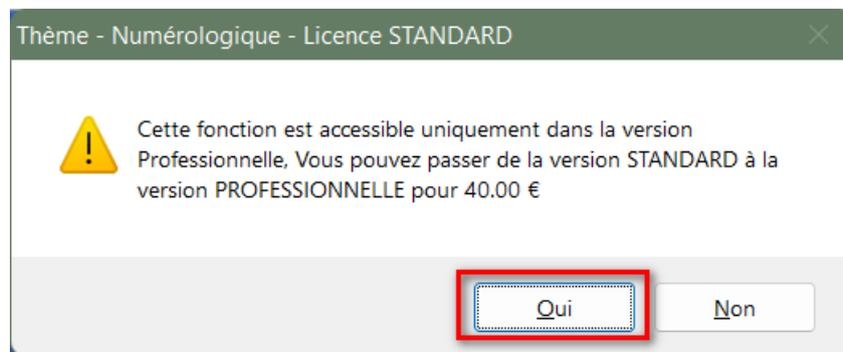 Thème - Numérologique - Licence STANDARD
Cette fonction est accessible uniquement dans la version
Professionnelle, Vous pouvez passer de la version STANDARD à la
version PROFESSIONNELLE pour 40.00 €
Oui Non